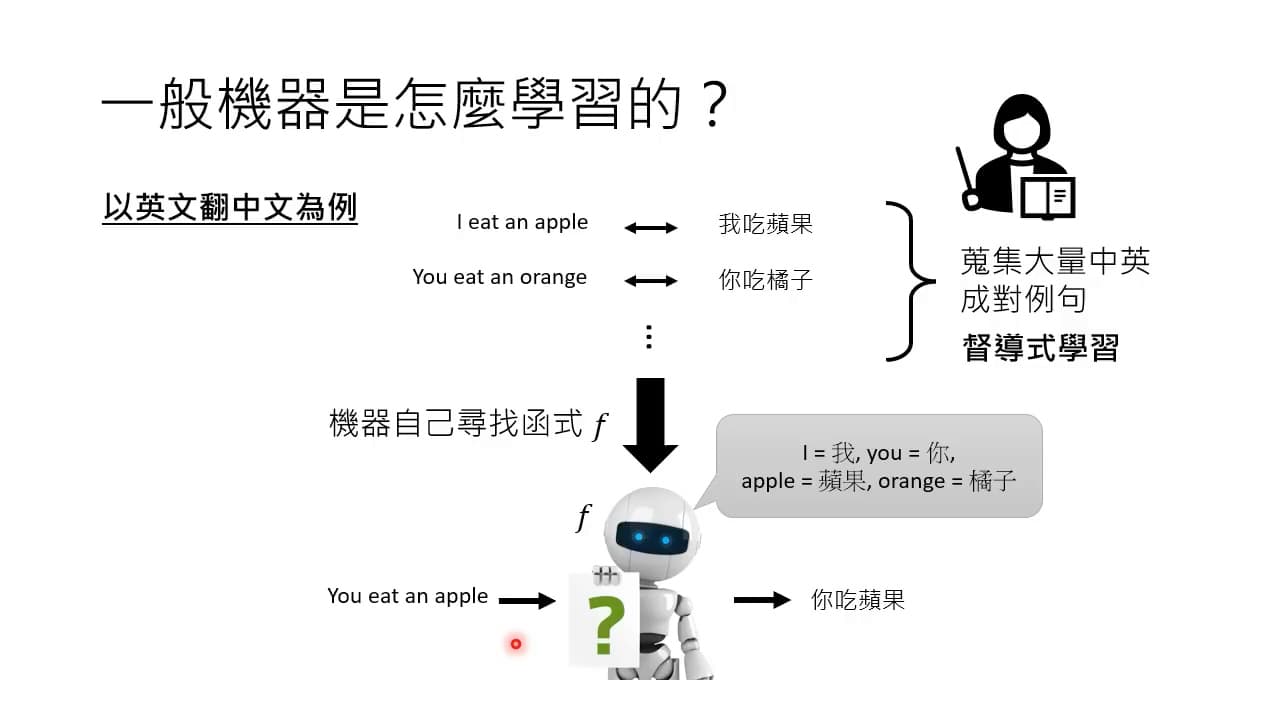 一般機器是怎麼學習的？
以英文翻中文為例
I eat an apple
我吃蘋果
You eat an orange
你吃橘子
⋮
蒐集大量中英
成對例句
督導式學習
機器自己尋找函式 f
I = 我, you = 你,
apple = 蘋果, orange = 橘子
f
You eat an apple
?
你吃蘋果